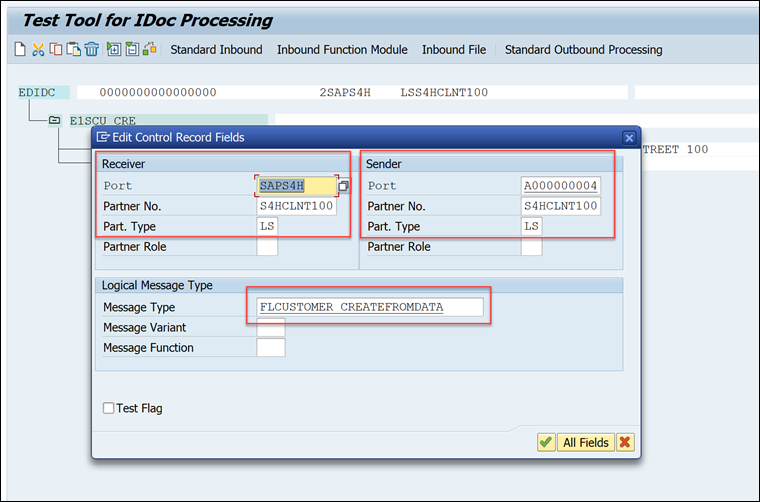 Test Tool for IDoc Processing
Standard Inbound Inbound Function Module Inbound File Standard Outbound Processing
EDIDC 0000000000000000 2SAPS4H LSS4HCLNT100
E1SCU_CRE
TREET 100
Edit Control Record Fields
Receiver
Port SAPS4H
Partner No. S4HCLNT100
Part. Type LS
Partner Role
Sender
Port A000000004
Partner No. S4HCLNT100
Part. Type LS
Partner Role
Logical Message Type
Message Type FLCUSTOMER_CREATEFROMDATA
Message Variant
Message Function
Test Flag
All Fields